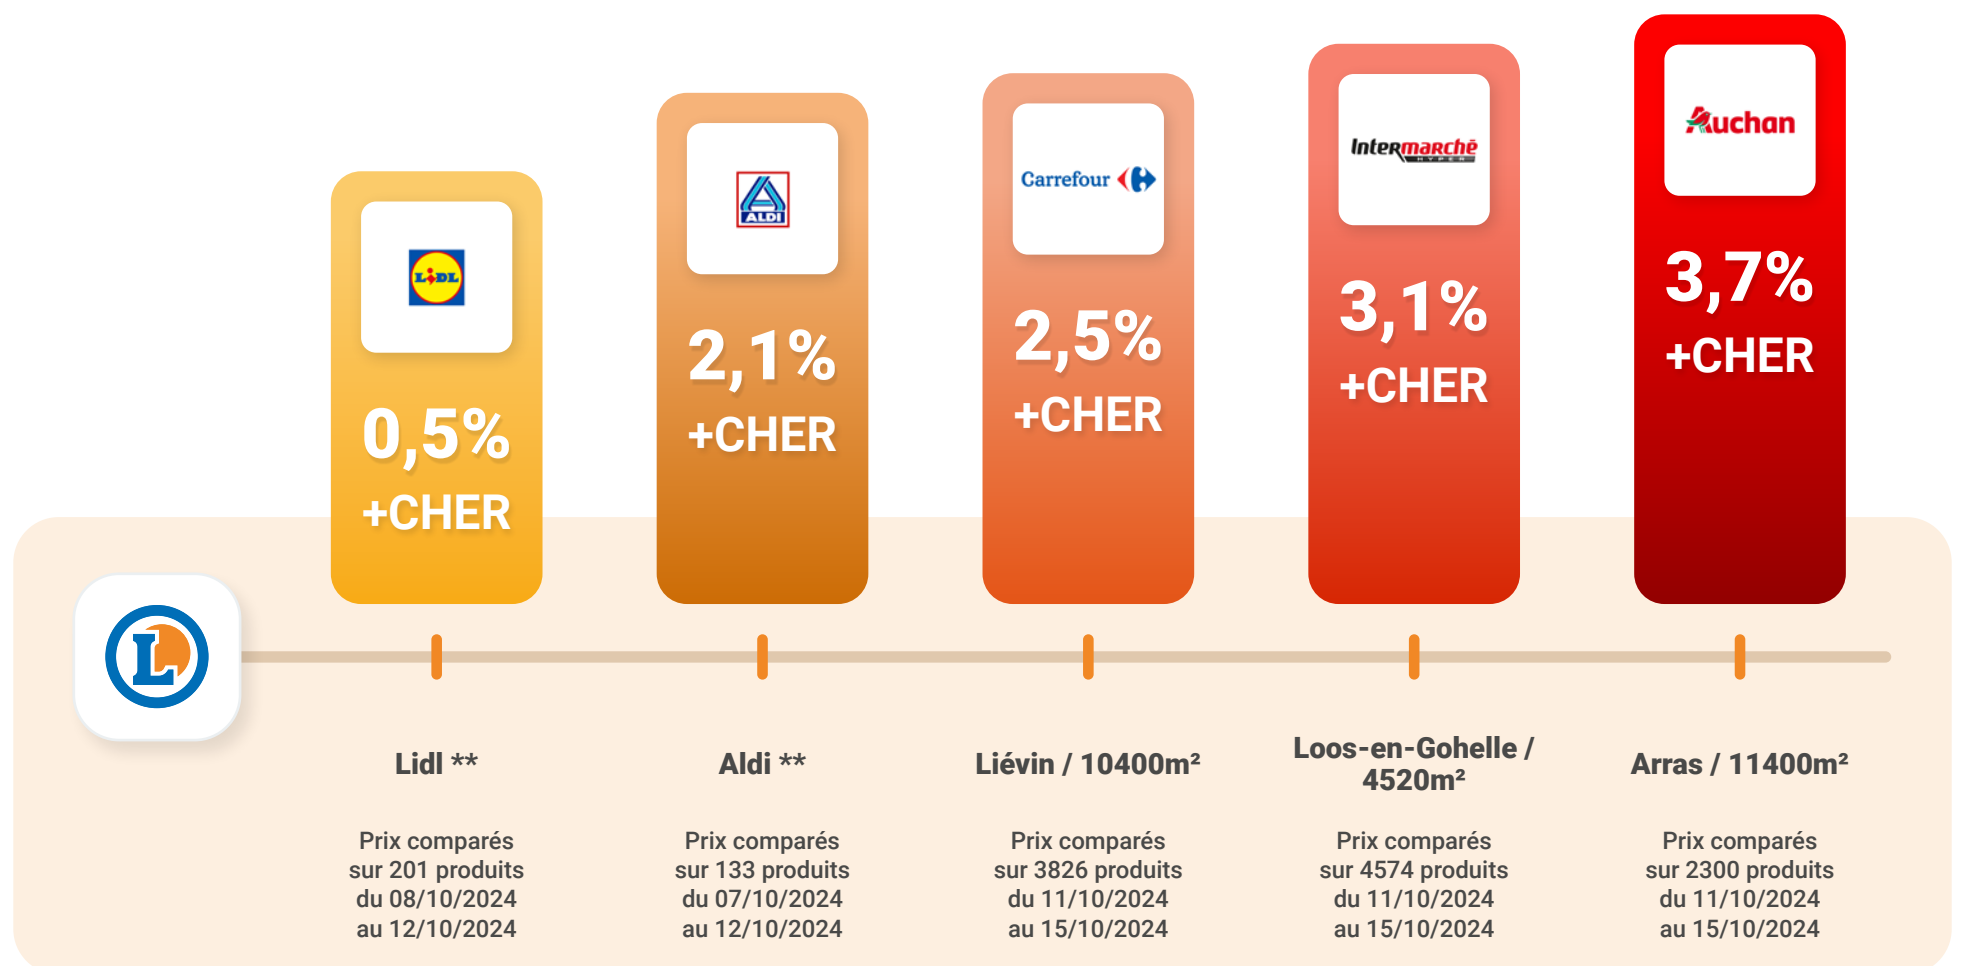 LIDL
0,5%
+CHER
ALDI
2,1%
+CHER
Carrefour
2,5%
+CHER
Intermarchē
HYPER
3,1%
+CHER
Auchan
3,7%
+CHER
L
Lidl **
Prix comparés
sur 201 produits
du 08/10/2024
au 12/10/2024
Aldi **
Prix comparés
sur 133 produits
du 07/10/2024
au 12/10/2024
Liévin / 10400m²
Prix comparés
sur 3826 produits
du 11/10/2024
au 15/10/2024
Loos-en-Gohelle /
4520m²
Prix comparés
sur 4574 produits
du 11/10/2024
au 15/10/2024
Arras / 11400m²
Prix comparés
sur 2300 produits
du 11/10/2024
au 15/10/2024